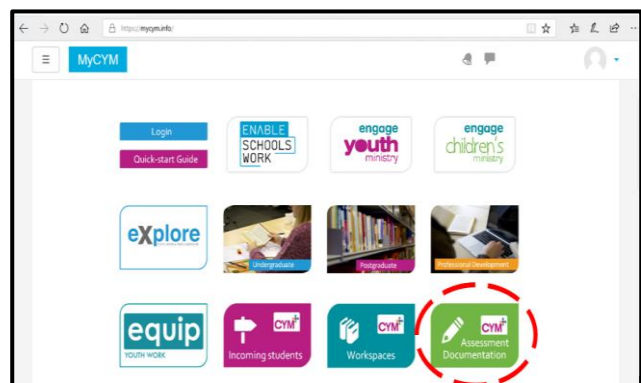 https://mycym.info/
MyCYM
Login
Quick-start Guide
ENABLE
SCHOOLS
WORK
engage
youth
ministry
engage
children's
ministry
eXplore
Undergraduate
Postgraduate
Professional Development
equip
YOUTH WORK
CYM+
Incoming students
CYM+
Workspaces
CYM+
Assessment
Documentation